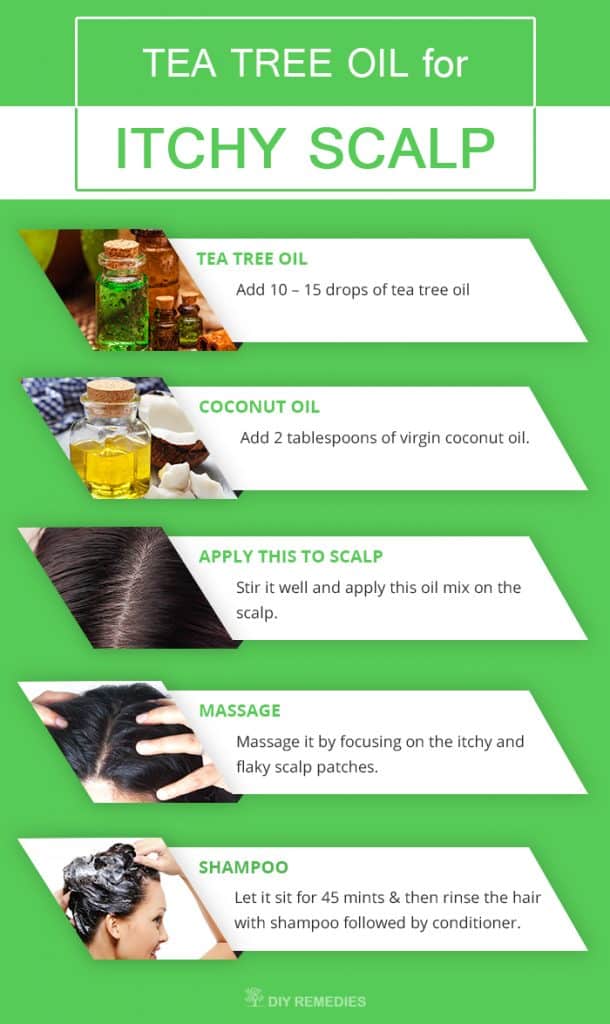 TEA TREE OIL for
ITCHY SCALP
TEA TREE OIL
Add 10 – 15 drops of tea tree oil
COCONUT OIL
Add 2 tablespoons of virgin coconut oil.
APPLY THIS TO SCALP
Stir it well and apply this oil mix on the
scalp.
MASSAGE
Massage it by focusing on the itchy and
flaky scalp patches.
SHAMPOO
Let it sit for 45 mints & then rinse the hair
with shampoo followed by conditioner.
DIY REMEDIES